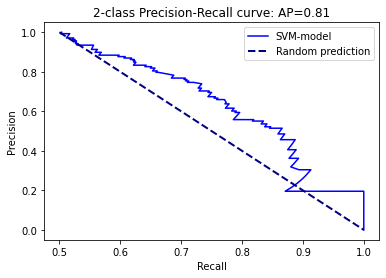 2-class Precision-Recall curve: AP=0.81
SVM-model
Random prediction
Precision
1.0
0.8
0.6
0.4
0.2
0.0
0.5 0.6 0.7 0.8 0.9 1.0
Recall